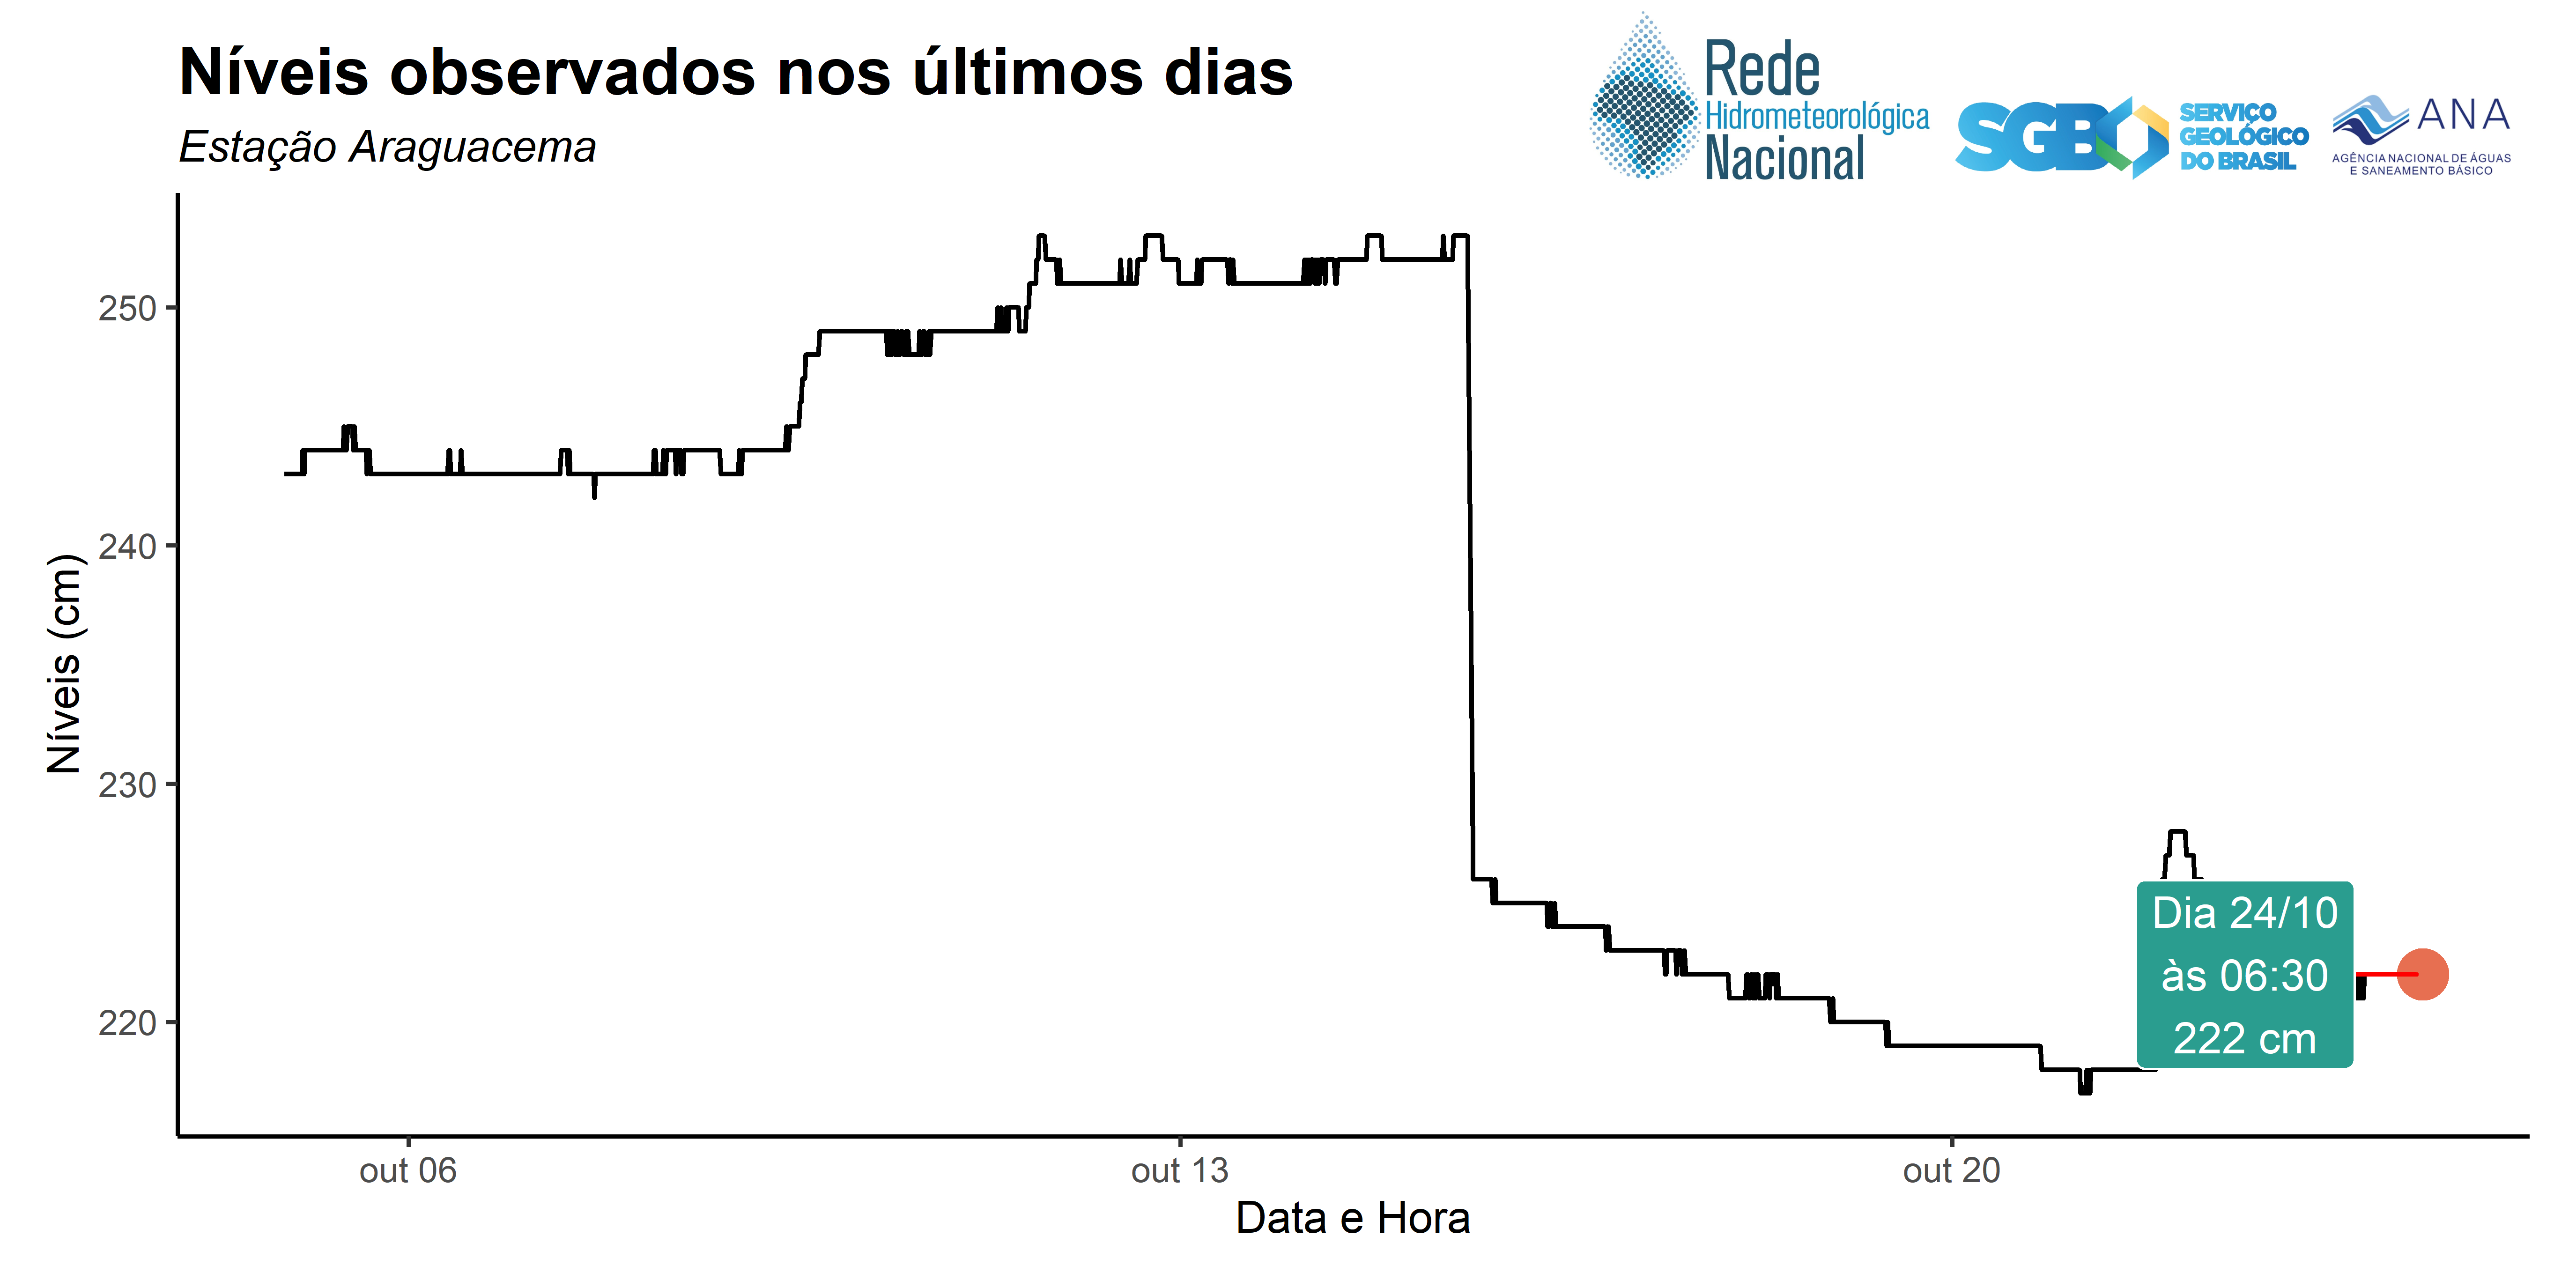 Níveis observados nos últimos dias
Estação Araguacema
Rede
Hidrometeorológica
Nacional
SGB
SERVIÇO
GEOLÓGICO
DO BRASIL
ANA
AGÊNCIA NACIONAL DE ÁGUAS
E SANEAMENTO BÁSICO
Níveis (cm)
250
240
230
220
Dia 24/10
às 06:30
222 cm
out 06
out 13
out 20
Data e Hora